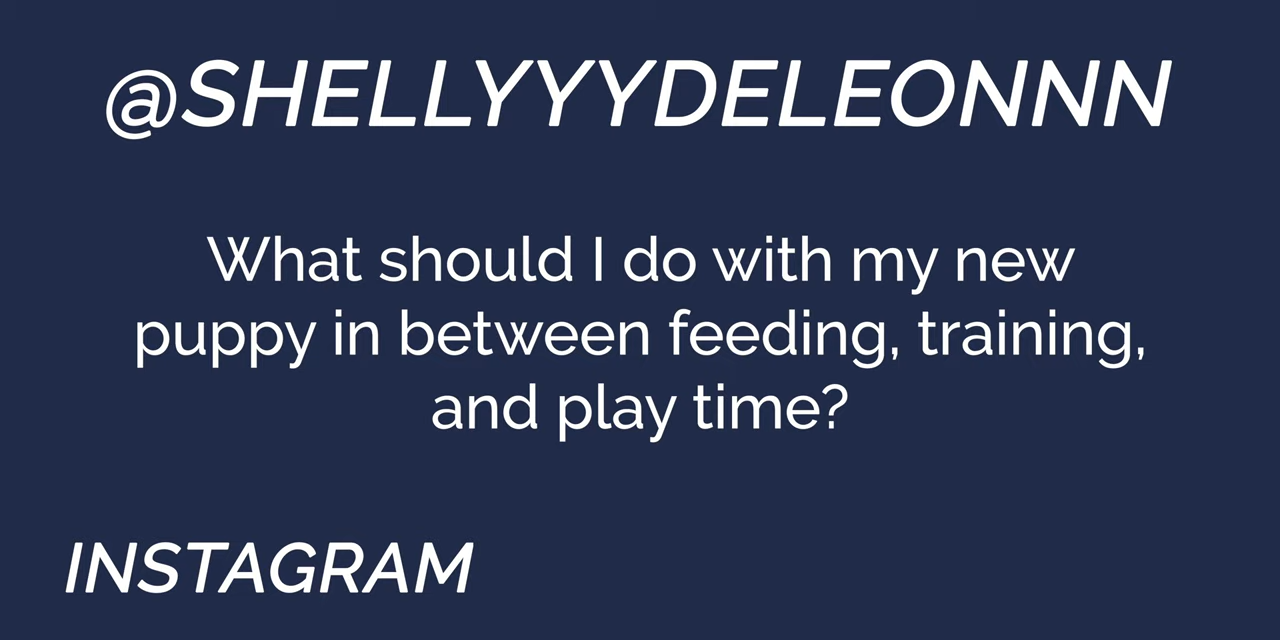 @SHELLYYYDELEONNN
What should I do with my new
puppy in between feeding, training,
and play time?
INSTAGRAM